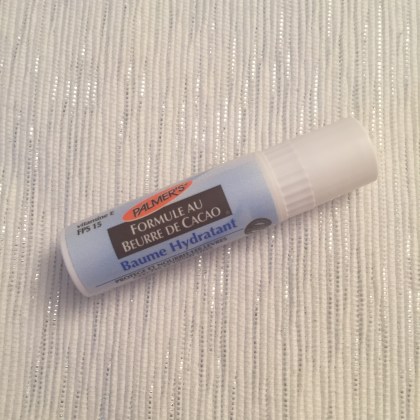 vitamine E
FPS 15
PALMER'S
FORMULE AU
BEURRE DE CACAO
Baume Hydratant